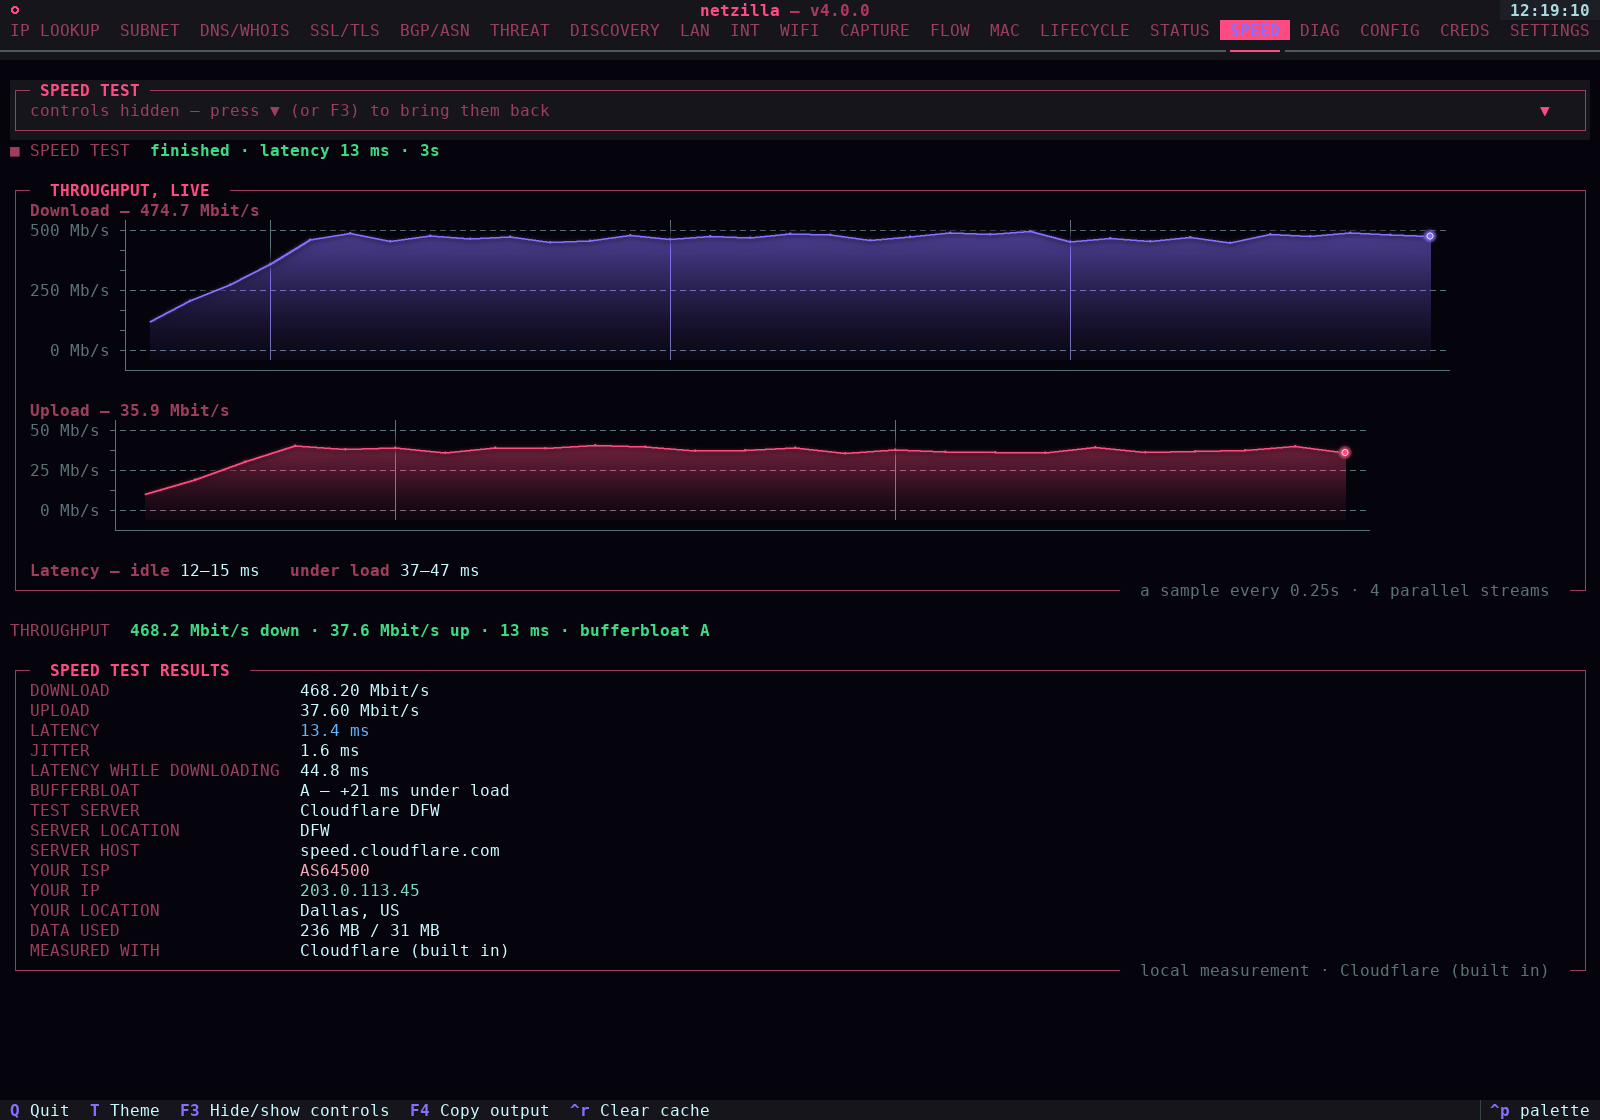 netzilla — v4.0.0 12:19:10
IP LOOKUP SUBNET DNS/WHOIS SSL/TLS BGP/ASN THREAT DISCOVERY LAN INT WIFI CAPTURE FLOW MAC LIFECYCLE STATUS SPEED DIAG CONFIG CREDS SETTINGS
SPEED TEST
controls hidden — press ▼ (or F3) to bring them back ▼
■ SPEED TEST finished · latency 13 ms · 3s
THROUGHPUT, LIVE
Download — 474.7 Mbit/s
500 Mb/s
250 Mb/s
0 Mb/s
Upload — 35.9 Mbit/s
50 Mb/s
25 Mb/s
0 Mb/s
Latency — idle 12–15 ms under load 37–47 ms
a sample every 0.25s · 4 parallel streams
THROUGHPUT 468.2 Mbit/s down · 37.6 Mbit/s up · 13 ms · bufferbloat A
SPEED TEST RESULTS
DOWNLOAD 468.20 Mbit/s
UPLOAD 37.60 Mbit/s
LATENCY 13.4 ms
JITTER 1.6 ms
LATENCY WHILE DOWNLOADING 44.8 ms
BUFFERBLOAT A — +21 ms under load
TEST SERVER Cloudflare DFW
SERVER LOCATION DFW
SERVER HOST speed.cloudflare.com
YOUR ISP AS64500
YOUR IP 203.0.113.45
YOUR LOCATION Dallas, US
DATA USED 236 MB / 31 MB
MEASURED WITH Cloudflare (built in)
local measurement · Cloudflare (built in)
Q Quit T Theme F3 Hide/show controls F4 Copy output ^r Clear cache ^p palette